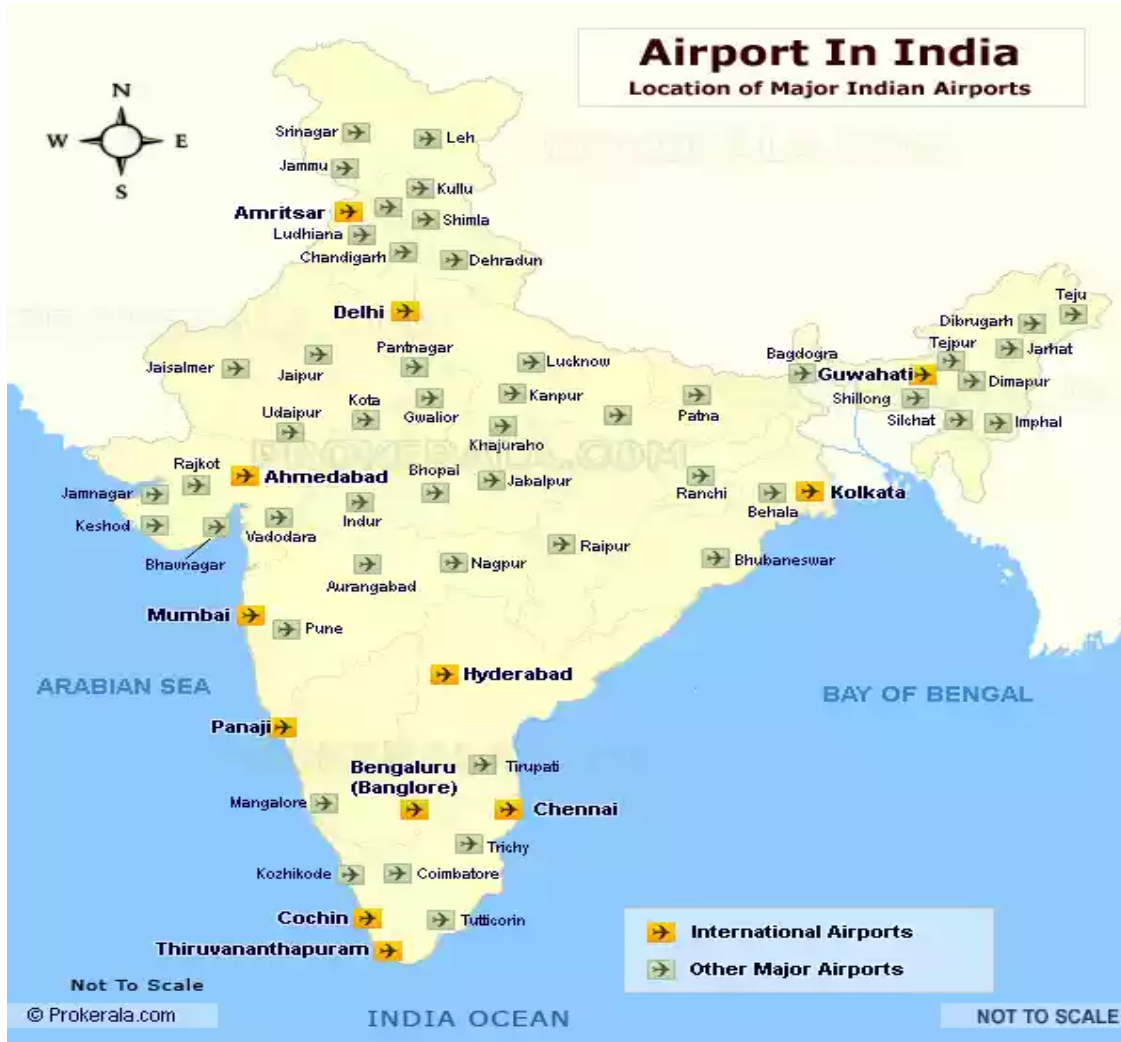 Airport In India
Location of Major Indian Airports
N
W E
S
Srinagar
Leh
Jammu
Kullu
Amritsar
Shimla
Ludhiana
Chandigarh
Dehradun
Delhi
Teju
Dibrugarh
Pantnagar
Tejpur
Jarhat
Jaisalmer
Jaipur
Lucknow
Bagdogra
Guwahati
Dimapur
Kota
Kanpur
Shillong
Udaipur
Gwalior
Patna
Silchat
Imphal
Khajuraho
PROKERALA.COM
Rajkot
Ahmedabad
Bhopal
Jabalpur
Jamnagar
Ranchi
Kolkata
Keshod
Indur
Behala
Vadodara
Bhavnagar
Raipur
Nagpur
Bhubaneswar
Aurangabad
Mumbai
Pune
Hyderabad
ARABIAN SEA
BAY OF BENGAL
Panaji
Bengaluru
(Banglore)
Tirupati
Mangalore
Chennai
Trichy
Kozhikode
Coimbatore
Cochin
Tutticorin
Thiruvananthapuram
International Airports
Other Major Airports
Not To Scale
© Prokerala.com
INDIA OCEAN
NOT TO SCALE